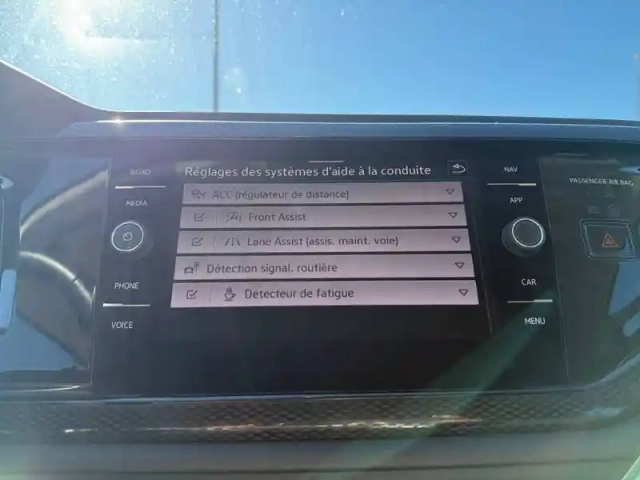 Réglages des systèmes d'aide à la conduite
ACC (régulateur de distance)
Front Assist
Lane Assist (assis. maint. voie)
Détection signal. routière
Détecteur de fatigue
RADIO
MEDIA
PHONE
VOICE
NAV
APP
CAR
MENU
PASSENGER AIR BAG